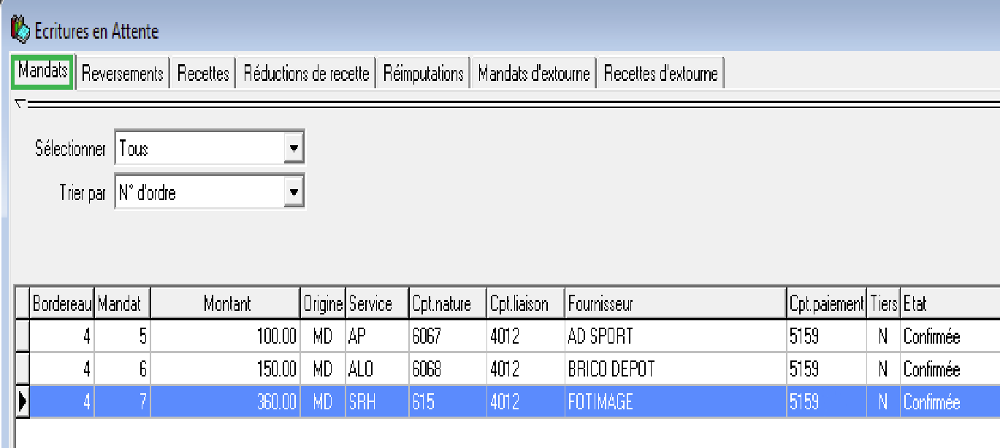 Ecritures en Attente
Mandats Reversements Recettes Réductions de recette Réimputations Mandats d'extourne Recettes d'extourne
Sélectionner Tous
Trier par N° d'ordre
Bordereau Mandat Montant Origine Service Cpt.nature Cpt.liaison Fournisseur Cpt.paiement Tiers Etat
4 5 100.00 MD AP 6067 4012 AD SPORT 5159 N Confirmée
4 6 150.00 MD ALO 6068 4012 BRICO DEPOT 5159 N Confirmée
4 7 360.00 MD SRH 615 4012 FOTIMAGE 5159 N Confirmée